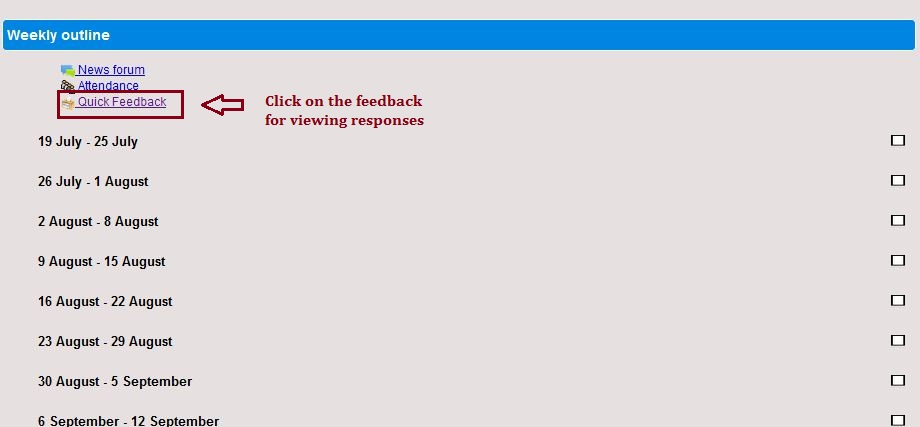 Weekly outline
News forum
Attendance
Quick Feedback
Click on the feedback
for viewing responses
19 July - 25 July
26 July - 1 August
2 August - 8 August
9 August - 15 August
16 August - 22 August
23 August - 29 August
30 August - 5 September
6 September - 12 September